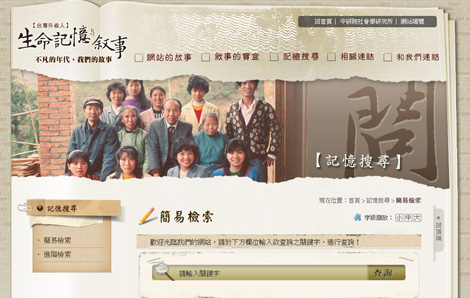 回首頁 | 中研院社會學研究所 | 網站導覽
【台灣外省人】
生命記憶敘事
不凡的年代・我們的故事
網站的故事 敘事的寶盒 記憶搜尋 相關連結 和我們連絡
問
【記憶搜尋】
現在位置：首頁 > 記憶搜尋 > 簡易檢索
記憶搜尋
簡易檢索
進階檢索
簡易檢索
字級調整： 小 中 大
回頂端
歡迎光臨我們的網站，請於下方欄位輸入欲查詢之關鍵字，進行查詢！
請輸入關鍵字
查詢